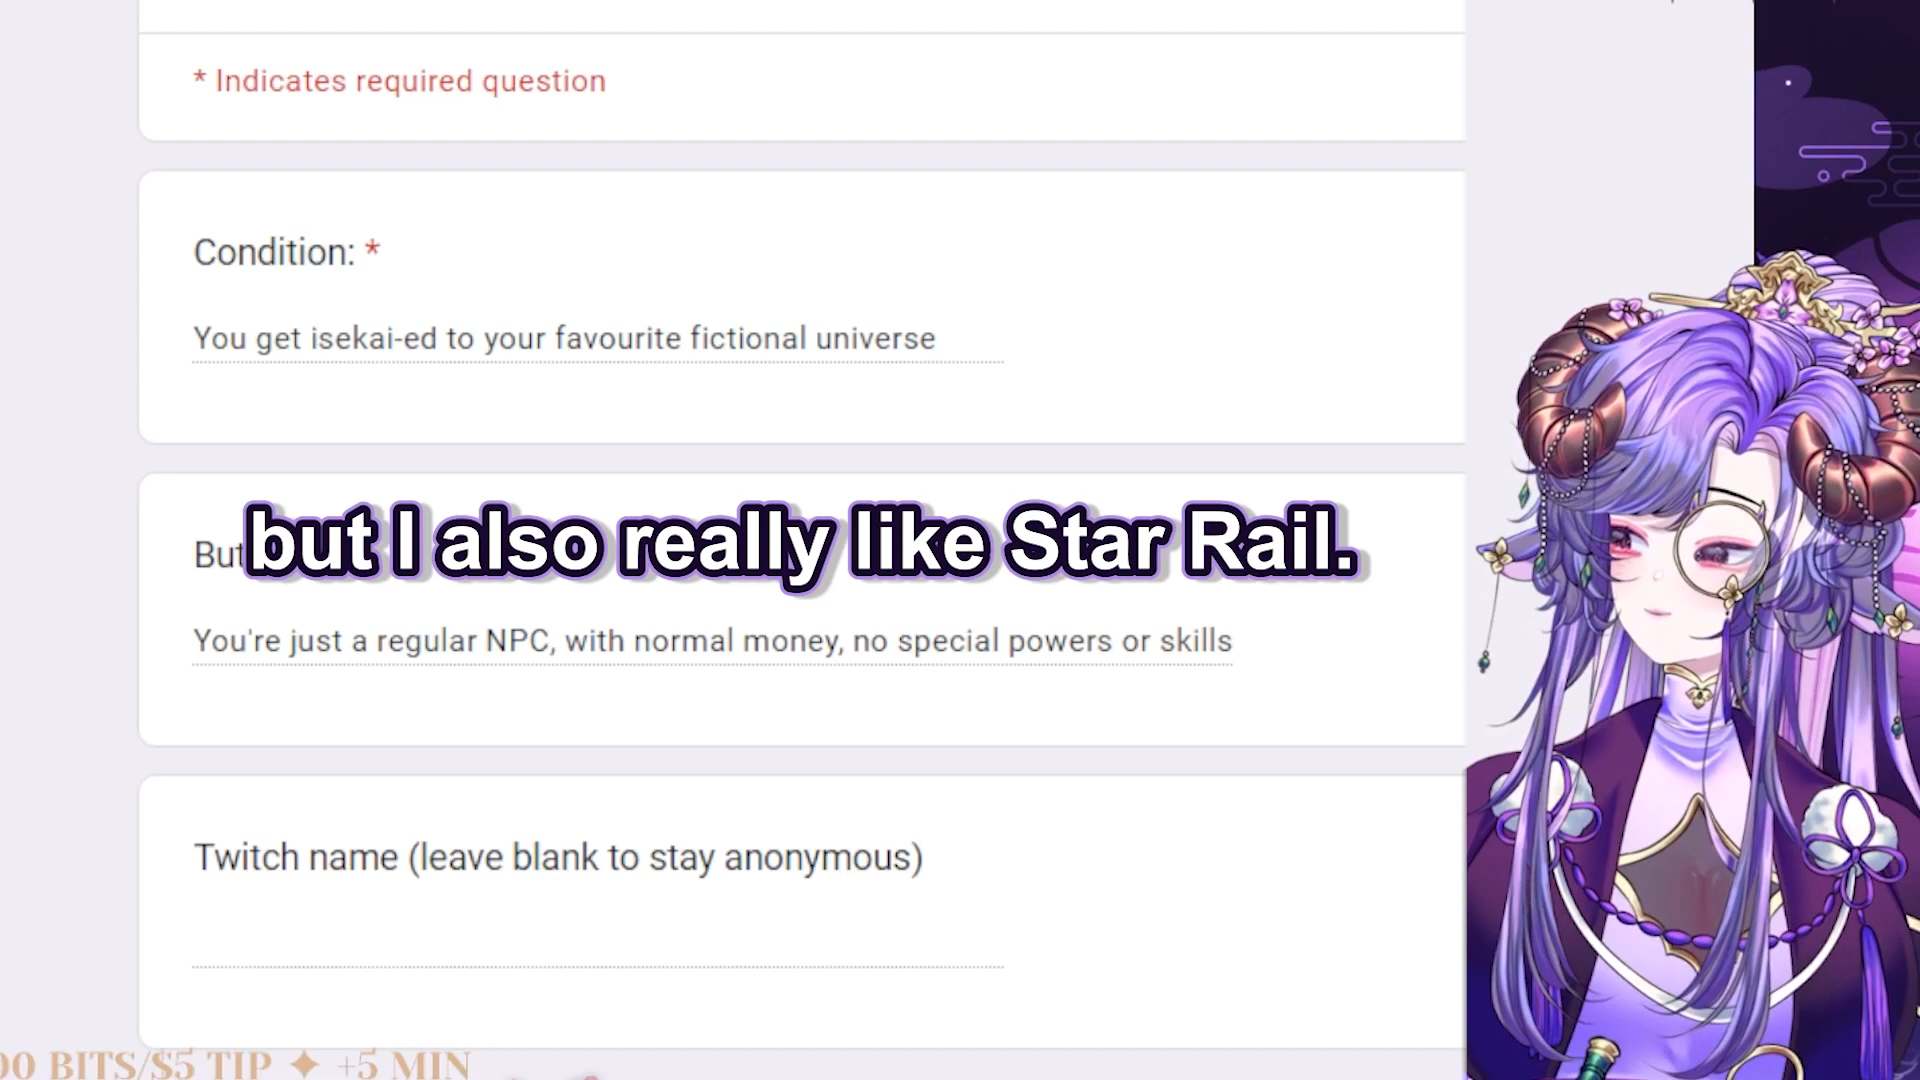 * Indicates required question
Condition: *
You get isekai-ed to your favourite fictional universe
But
but I also really like Star Rail.
You're just a regular NPC, with normal money, no special powers or skills
Twitch name (leave blank to stay anonymous)
00 BITS/$5 TIP ✦ +5 MIN